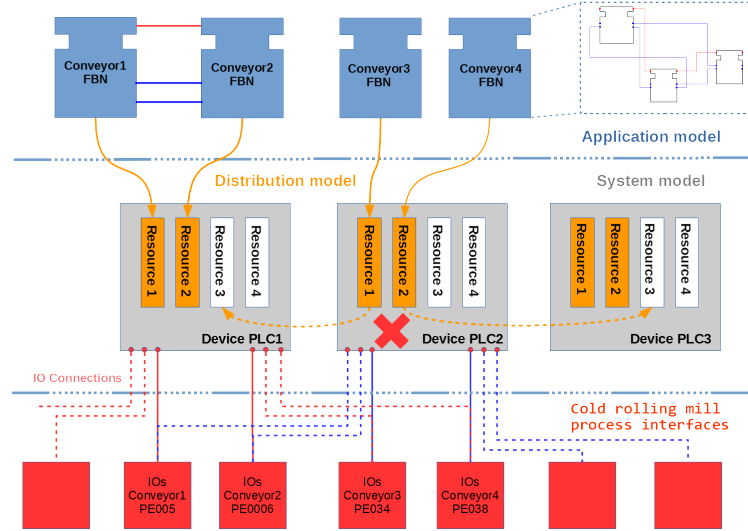 Conveyor1
FBN
Conveyor2
FBN
Conveyor3
FBN
Conveyor4
FBN
Application model
Distribution model
System model
Resource 1
Resource 2
Resource 3
Resource 4
Device PLC1
Resource 1
Resource 2
Resource 3
Resource 4
Device PLC2
Resource 1
Resource 2
Resource 3
Resource 4
Device PLC3
IO Connections
Cold rolling mill
process interfaces
IOs
Conveyor1
PE005
IOs
Conveyor2
PE0006
IOs
Conveyor3
PE034
IOs
Conveyor4
PE038